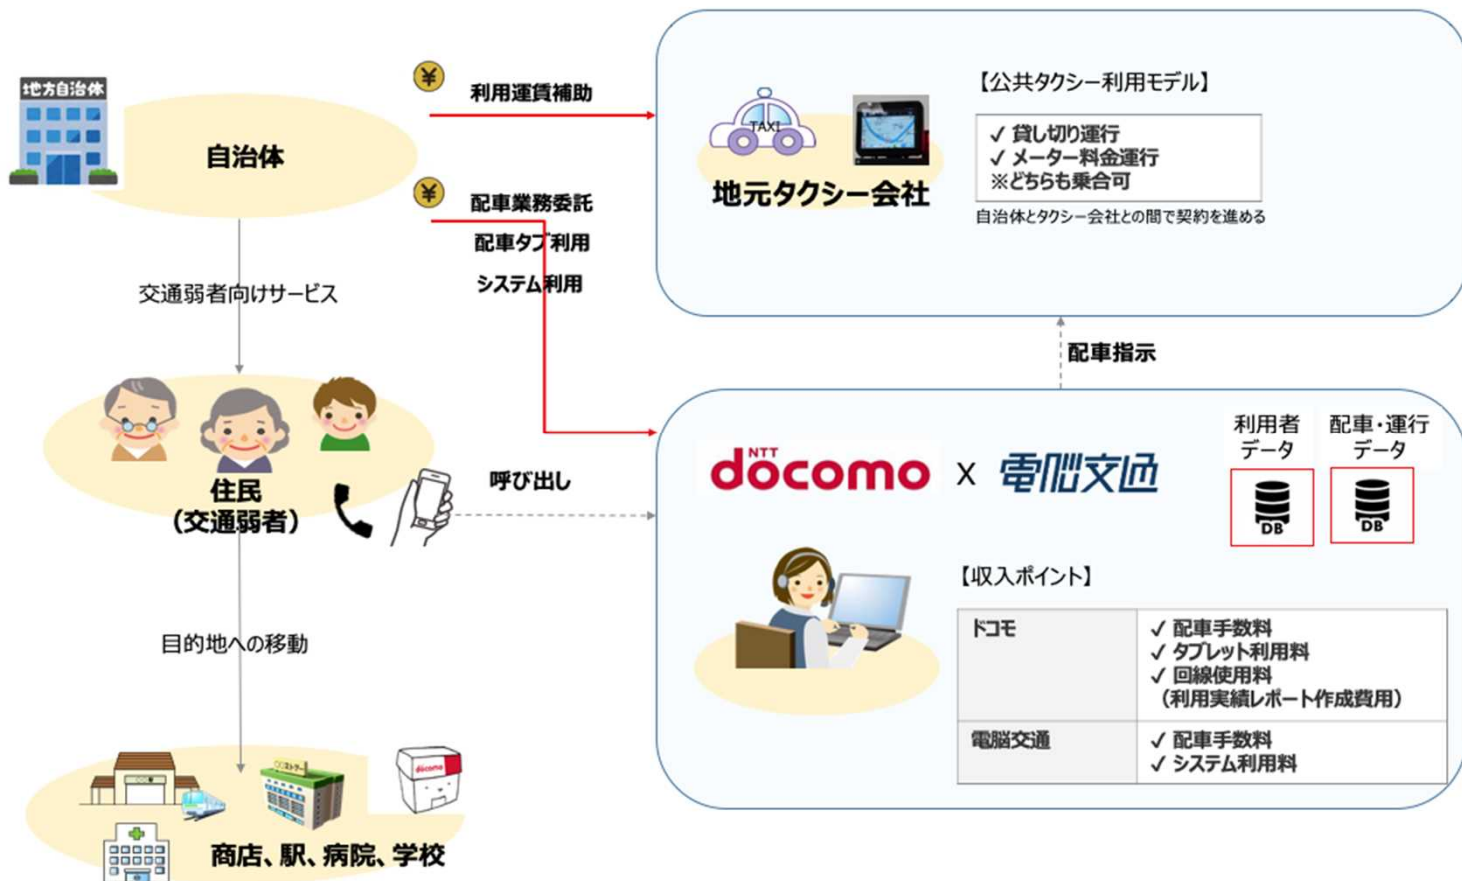 地方自治体
自治体
利用運賃補助
配車業務委託
配車タブ利用
システム利用
TAXI
地元タクシー会社
【公共タクシー利用モデル】
✓ 貸し切り運行
✓ メーター料金運行
※どちらも乗合可
自治体とタクシー会社との間で契約を進める
交通弱者向けサービス
配車指示
住民
（交通弱者）
呼び出し
NTT
döcomo
X
電脳交通
利用者
データ
DB
配車・運行
データ
DB
【収入ポイント】
ドコモ
✓ 配車手数料
✓ タブレット利用料
✓ 回線使用料
（利用実績レポート作成費用）
電脳交通
✓ 配車手数料
✓ システム利用料
目的地への移動
döcomo
商店、駅、病院、学校